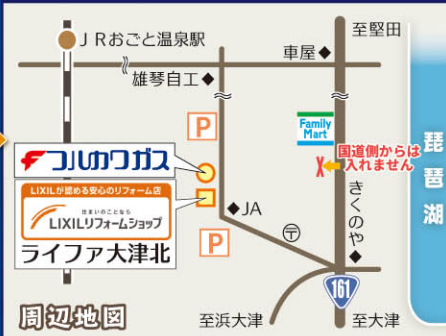 JRおごと温泉駅
至堅田
車屋◆
雄琴自工◆
P
Family
Mart
国道側からは
入れません
琵琶湖
フルカワガス
LIXILが認める安心のリフォーム店
住まいのことなら
LIXILリフォームショップ
ライファ大津北
◆JA
きくのや◆
〒
P
161
周辺地図
至浜大津
至大津